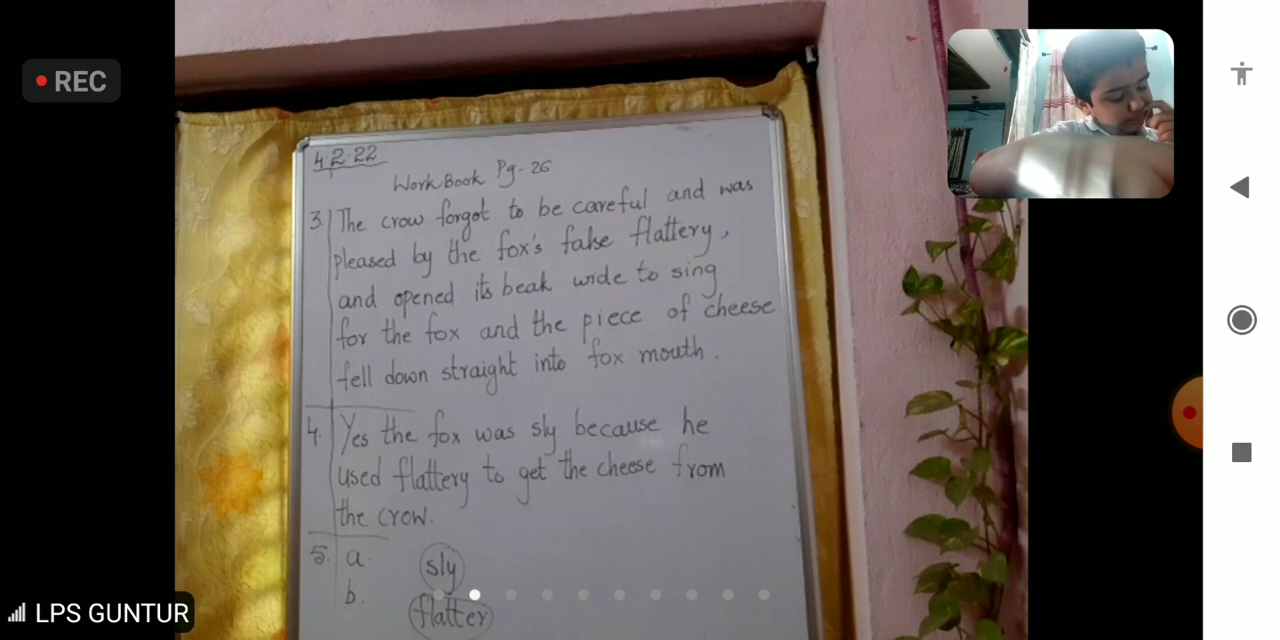 REC
4.2.22
Work Book Pg-26
3. The crow forgot to be careful and was
pleased by the fox's fake flattery,
and opened its beak wide to sing
for the fox and the piece of cheese
fell down straight into fox mouth.
4. Yes the fox was sly because he
used flattery to get the cheese from
the crow.
5. a. sly
b. flatter
LPS GUNTUR